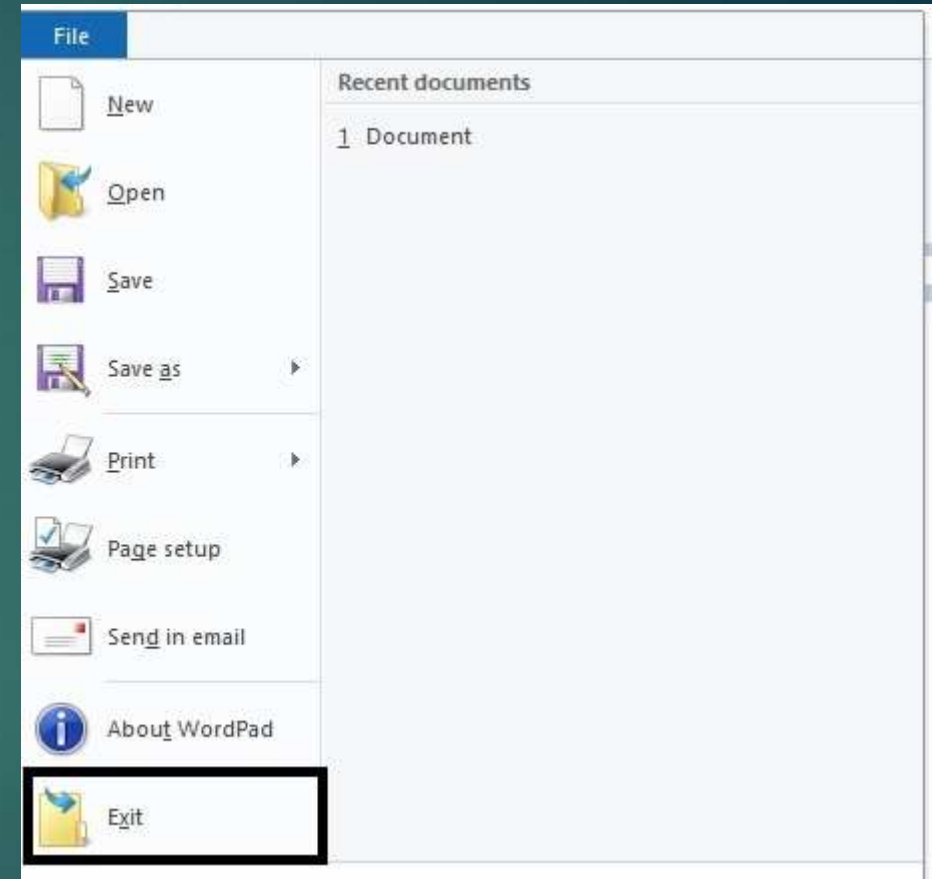 File
New
Open
Save
Save as
Print
Page setup
Send in email
About WordPad
Exit
Recent documents
1 Document